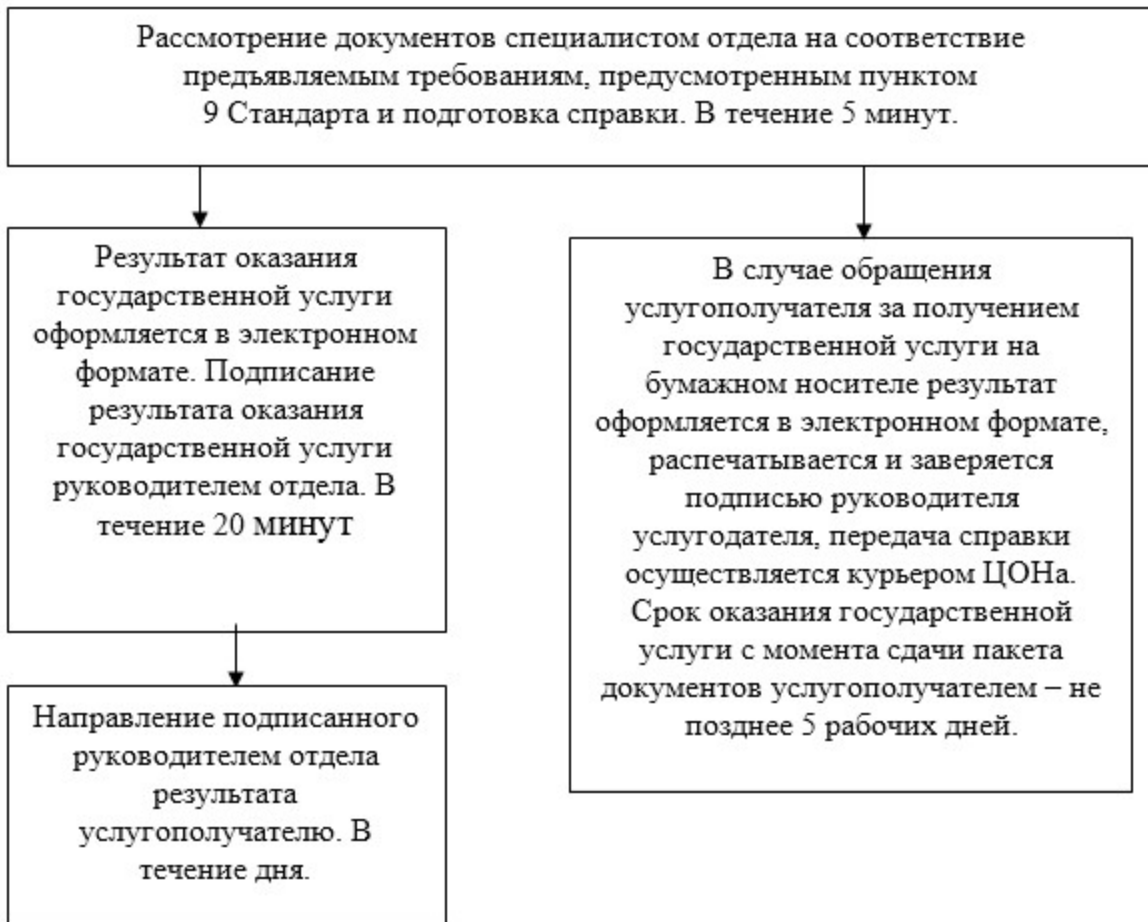 Рассмотрение документов специалистом отдела на соответствие
предъявляемым требованиям, предусмотренным пунктом
9 Стандарта и подготовка справки. В течение 5 минут.
Результат оказания
государственной услуги
оформляется в электронном
формате. Подписание
результата оказания
государственной услуги
руководителем отдела. В
течение 20 минут
Направление подписанного
руководителем отдела
результата
услугополучателю. В
течение дня.
В случае обращения
услугополучателя за получением
государственной услуги на
бумажном носителе результат
оформляется в электронном формате,
распечатывается и заверяется
подписью руководителя
услугодателя, передача справки
осуществляется курьером ЦОНа.
Срок оказания государственной
услуги с момента сдачи пакета
документов услугополучателем – не
позднее 5 рабочих дней.